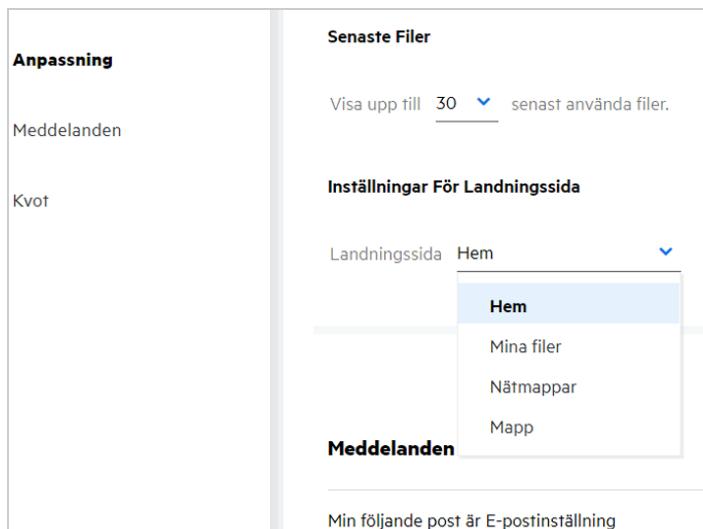 Anpassning
Meddelanden
Kvot
Senaste Filer
Visa upp till 30 senast använda filer.
Inställningar För Landningssida
Landningssida Hem
Hem
Mina filer
Nätmappar
Mapp
Meddelanden
Min följande post är E-postinställning